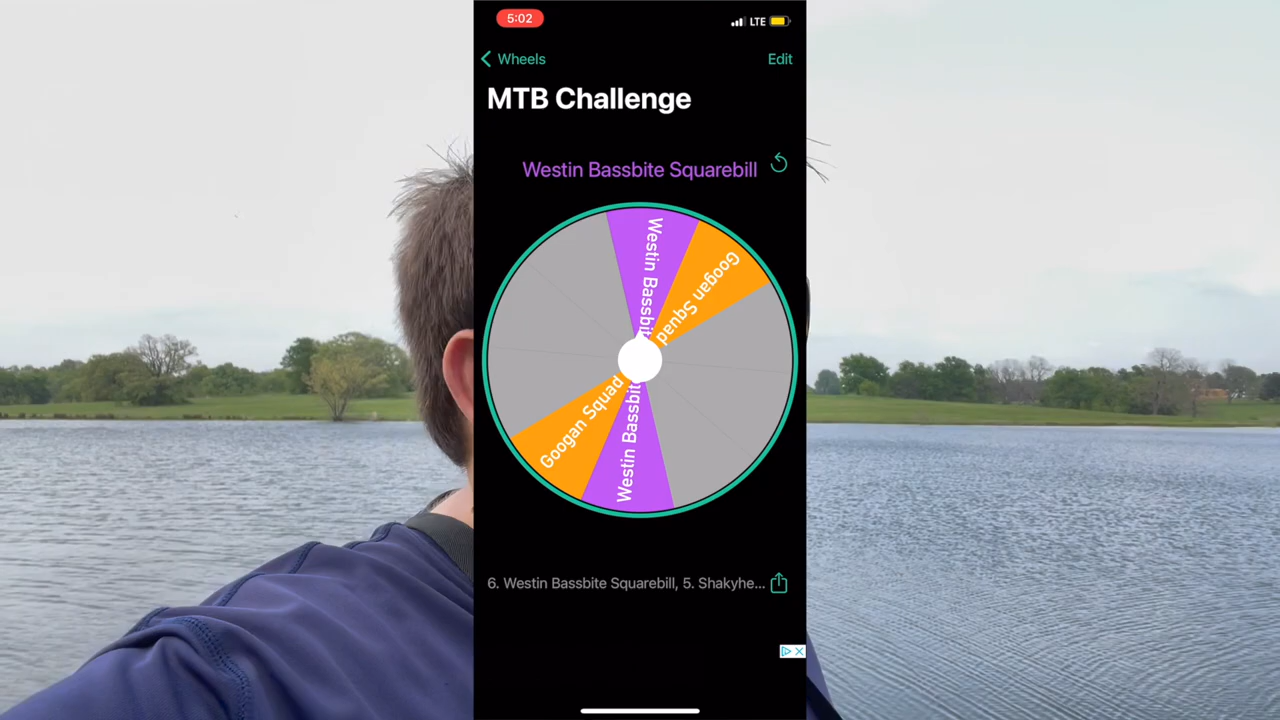 5:02
LTE
Wheels
Edit
MTB Challenge
Westin Bassbite Squarebill
Westin Bassbit
Googan Squad
Googan Squad
Westin Bassbite
6. Westin Bassbite Squarebill, 5. Shakyhe...